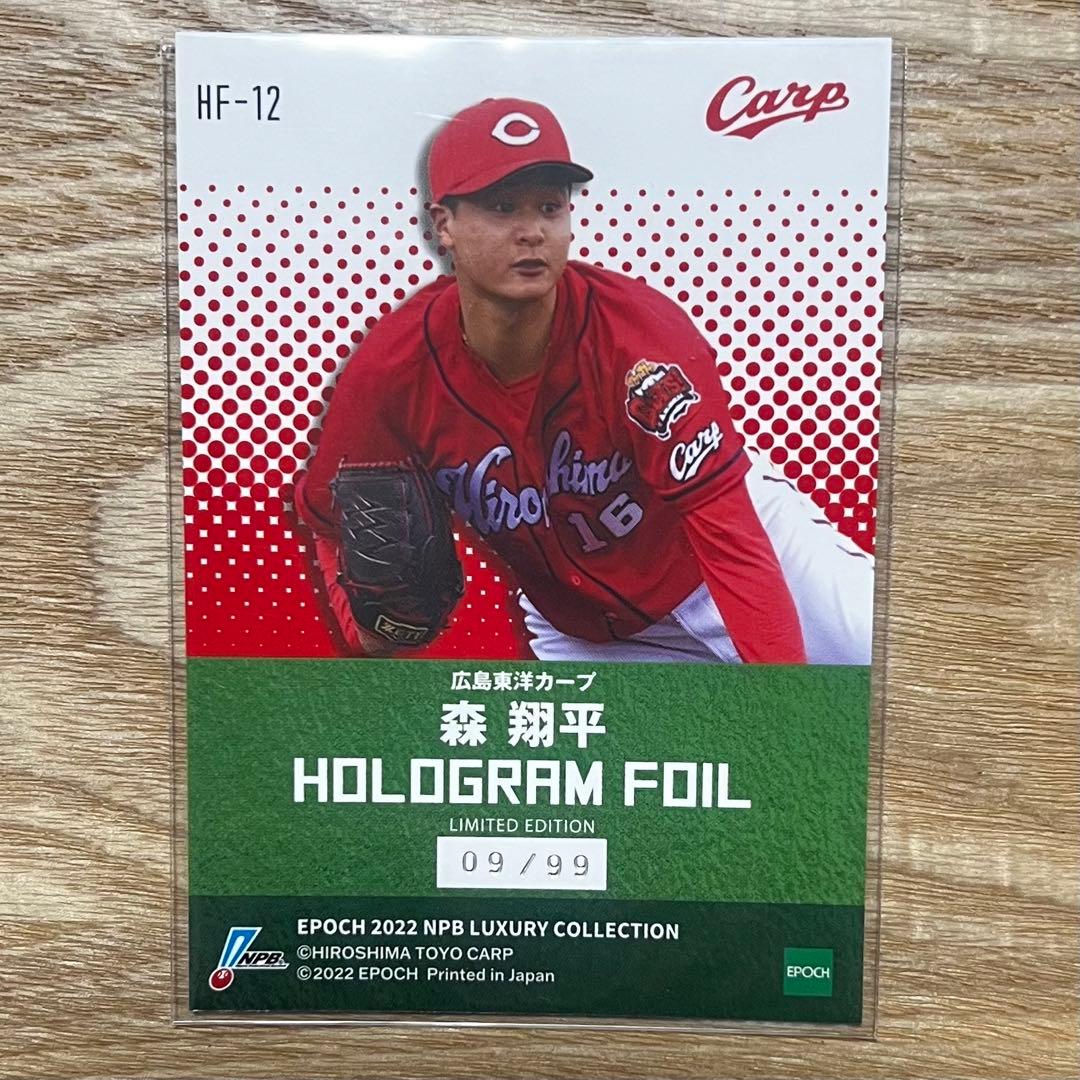 HF-12
Carp
C
CARP
Hiroshima
16
ZETT
広島東洋カープ
森 翔平
HOLOGRAM FOIL
LIMITED EDITION
09/99
EPOCH 2022 NPB LUXURY COLLECTION
NPB
©HIROSHIMA TOYO CARP
©2022 EPOCH Printed in Japan
EPOCH